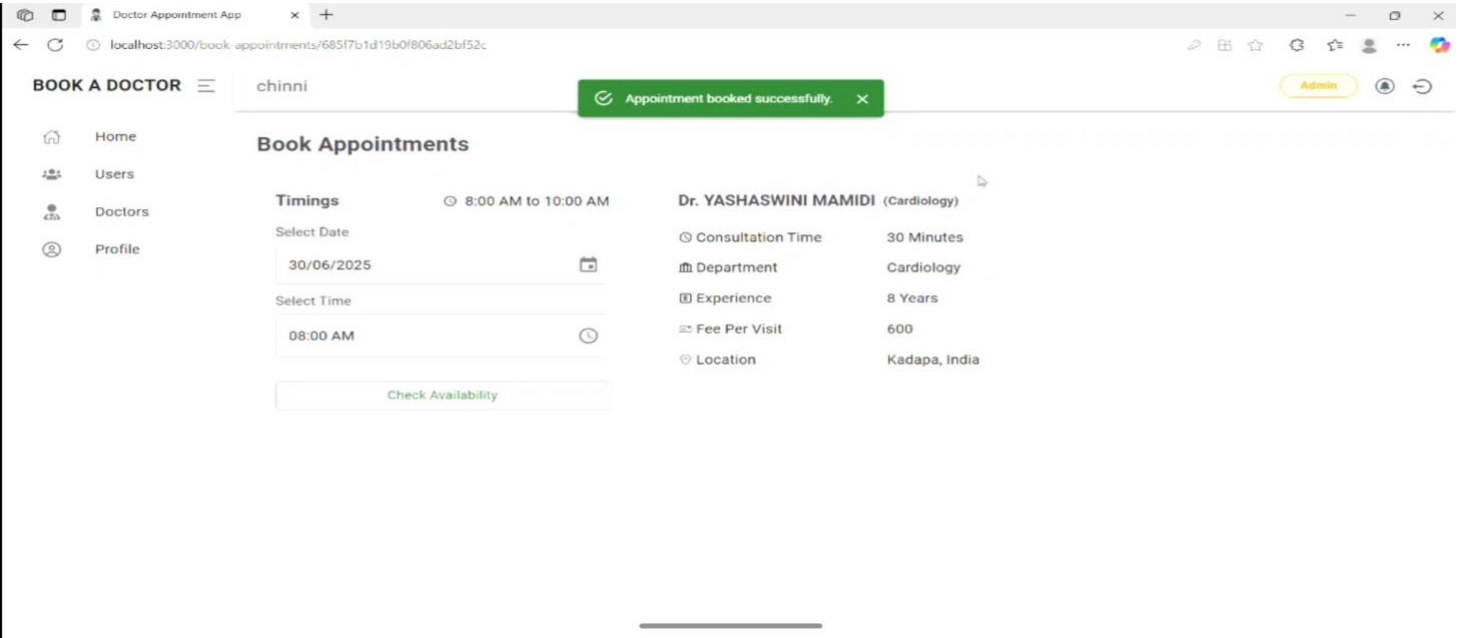 Doctor Appointment App
localhost:3000/book-appointments/685f7b1d19b0f806ad2bf52c
BOOK A DOCTOR
chinni
Appointment booked successfully.
Admin
Home
Users
Doctors
Profile
Book Appointments
Timings 8:00 AM to 10:00 AM
Select Date
30/06/2025
Select Time
08:00 AM
Check Availability
Dr. YASHASWINI MAMIDI (Cardiology)
Consultation Time 30 Minutes
Department Cardiology
Experience 8 Years
Fee Per Visit 600
Location Kadapa, India